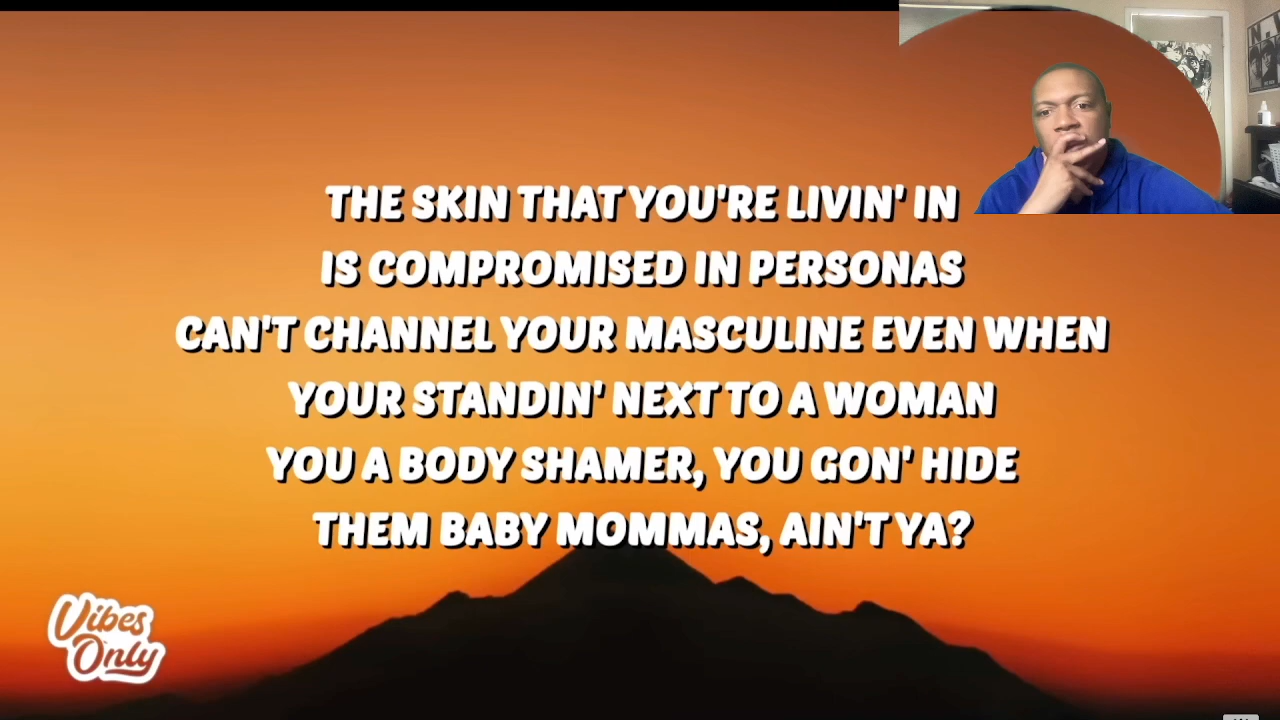 THE SKIN THAT YOU'RE LIVIN' IN
IS COMPROMISED IN PERSONAS
CAN'T CHANNEL YOUR MASCULINE EVEN WHEN
YOUR STANDIN' NEXT TO A WOMAN
YOU A BODY SHAMER, YOU GON' HIDE
THEM BABY MOMMAS, AIN'T YA?
Vibes
Only